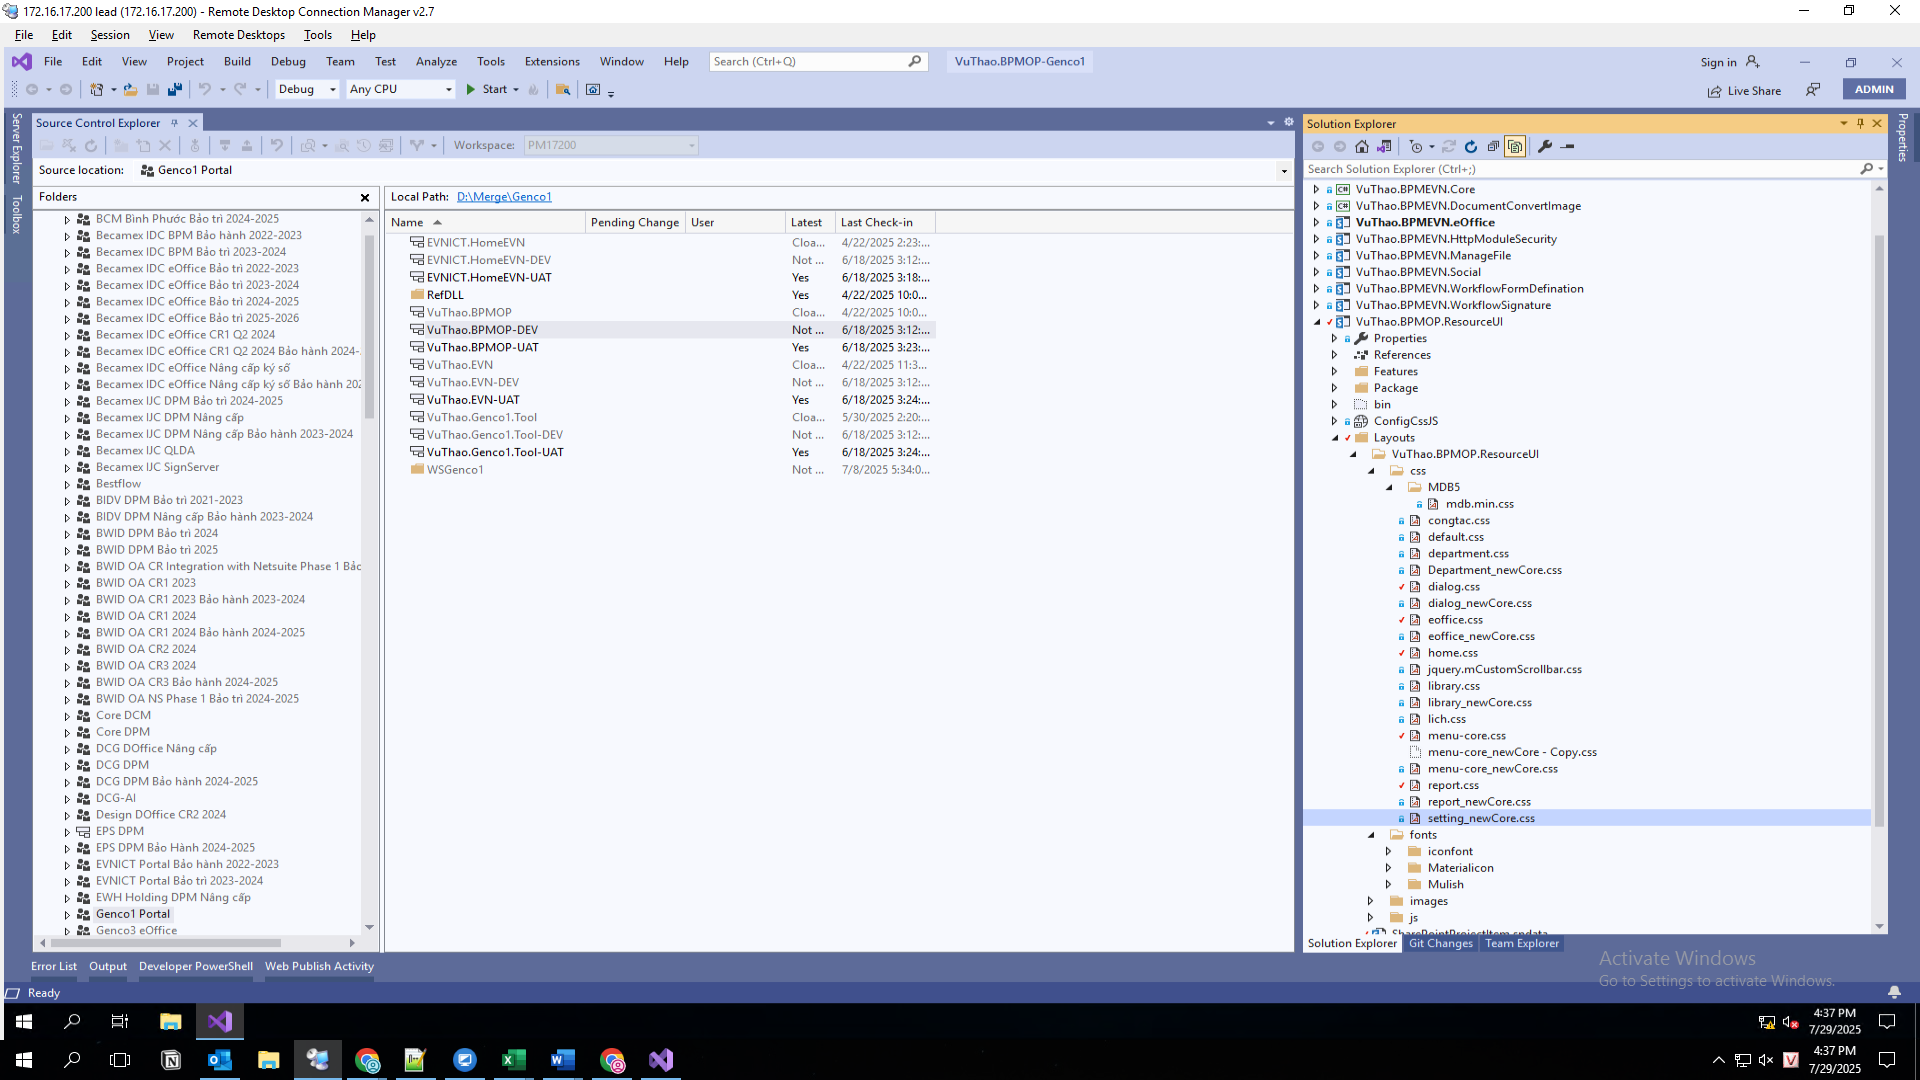 172.16.17.200 lead (172.16.17.200) - Remote Desktop Connection Manager v2.7
File Edit Session View Remote Desktops Tools Help
File Edit View Project Build Debug Team Test Analyze Tools Extensions Window Help Search (Ctrl+Q) VuThao.BPMOP-Genco1 Sign in
Debug Any CPU Start Live Share ADMIN
Server Explorer
Toolbox
Source Control Explorer
Workspace: PM17200
Source location: Genco1 Portal
Folders
BCM Bình Phước Bảo trì 2024-2025
Becamex IDC BPM Bảo hành 2022-2023
Becamex IDC BPM Bảo trì 2023-2024
Becamex IDC eOffice Bảo trì 2022-2023
Becamex IDC eOffice Bảo trì 2023-2024
Becamex IDC eOffice Bảo trì 2024-2025
Becamex IDC eOffice Bảo trì 2025-2026
Becamex IDC eOffice CR1 Q2 2024
Becamex IDC eOffice CR1 Q2 2024 Bảo hành 2024-
Becamex IDC eOffice Nâng cấp ký số
Becamex IDC eOffice Nâng cấp ký số Bảo hành 202
Becamex IJC DPM Bảo trì 2024-2025
Becamex IJC DPM Nâng cấp
Becamex IJC DPM Nâng cấp Bảo hành 2023-2024
Becamex IJC QLDA
Becamex IJC SignServer
Bestflow
BIDV DPM Bảo trì 2021-2023
BIDV DPM Nâng cấp Bảo hành 2023-2024
BWID DPM Bảo trì 2024
BWID DPM Bảo trì 2025
BWID OA CR Integration with Netsuite Phase 1 Bảo
BWID OA CR1 2023
BWID OA CR1 2023 Bảo hành 2023-2024
BWID OA CR1 2024
BWID OA CR1 2024 Bảo hành 2024-2025
BWID OA CR2 2024
BWID OA CR3 2024
BWID OA CR3 Bảo hành 2024-2025
BWID OA NS Phase 1 Bảo trì 2024-2025
Core DCM
Core DPM
DCG DOffice Nâng cấp
DCG DPM
DCG DPM Bảo hành 2024-2025
DCG-AI
Design DOffice CR2 2024
EPS DPM
EPS DPM Bảo Hành 2024-2025
EVNICT Portal Bảo hành 2022-2023
EVNICT Portal Bảo trì 2023-2024
EWH Holding DPM Nâng cấp
Genco1 Portal
Genco3 eOffice
Local Path: D:\Merge\Genco1
Name Pending Change User Latest Last Check-in
EVNICT.HomeEVN Cloa... 4/22/2025 2:23:...
EVNICT.HomeEVN-DEV Not ... 6/18/2025 3:12:...
EVNICT.HomeEVN-UAT Yes 6/18/2025 3:18:...
RefDLL Yes 4/22/2025 10:0...
VuThao.BPMOP Cloa... 4/22/2025 10:0...
VuThao.BPMOP-DEV Not ... 6/18/2025 3:12:...
VuThao.BPMOP-UAT Yes 6/18/2025 3:23:...
VuThao.EVN Cloa... 4/22/2025 11:3...
VuThao.EVN-DEV Not ... 6/18/2025 3:12:...
VuThao.EVN-UAT Yes 6/18/2025 3:24:...
VuThao.Genco1.Tool Cloa... 5/30/2025 2:20:...
VuThao.Genco1.Tool-DEV Not ... 6/18/2025 3:12:...
VuThao.Genco1.Tool-UAT Yes 6/18/2025 3:24:...
WSGenco1 Not ... 7/8/2025 5:34:0...
Solution Explorer
Search Solution Explorer (Ctrl+;)
VuThao.BPMEVN.Core
VuThao.BPMEVN.DocumentConvertImage
VuThao.BPMEVN.eOffice
VuThao.BPMEVN.HttpModuleSecurity
VuThao.BPMEVN.ManageFile
VuThao.BPMEVN.Social
VuThao.BPMEVN.WorkflowFormDefination
VuThao.BPMEVN.WorkflowSignature
VuThao.BPMOP.ResourceUI
Properties
References
Features
Package
bin
ConfigCssJS
Layouts
VuThao.BPMOP.ResourceUI
css
MDB5
mdb.min.css
congtac.css
default.css
department.css
Department_newCore.css
dialog.css
dialog_newCore.css
eoffice.css
eoffice_newCore.css
home.css
jquery.mCustomScrollbar.css
library.css
library_newCore.css
lich.css
menu-core.css
menu-core_newCore - Copy.css
menu-core_newCore.css
report.css
report_newCore.css
setting_newCore.css
fonts
iconfont
Materialicon
Mulish
images
js
SharePointProjectItem.spdata
Solution Explorer Git Changes Team Explorer
Properties
Error List Output Developer PowerShell Web Publish Activity
Activate Windows
Go to Settings to activate Windows.
Ready
4:37 PM
7/29/2025
4:37 PM
7/29/2025